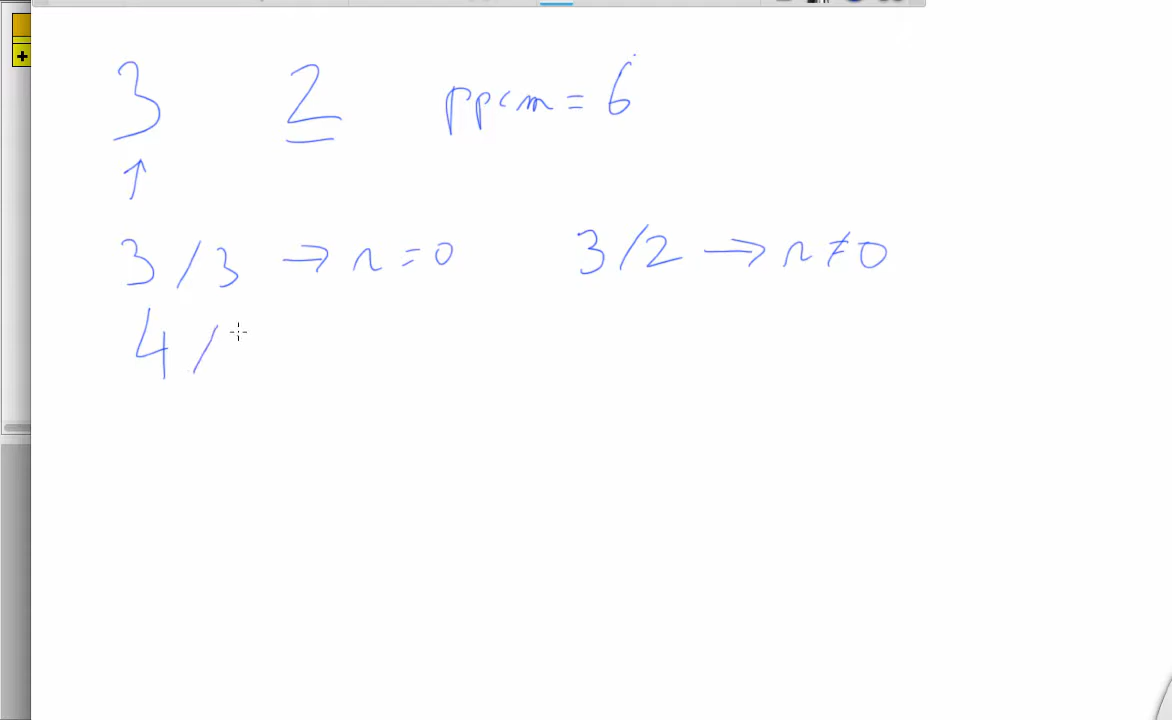 3 2 ppcm = 6
↑
3 / 3 → r = 0 3 / 2 → r ≠ 0
4 /